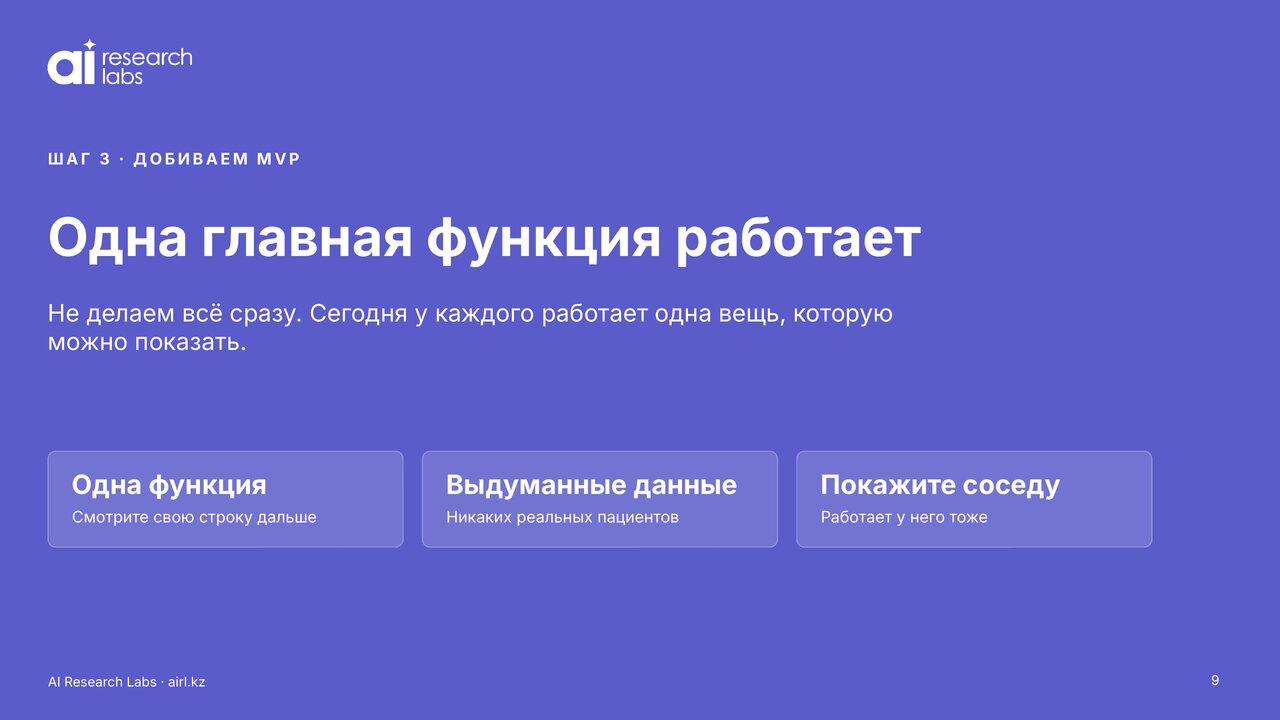 ai research
labs
ШАГ 3 · ДОБИВАЕМ MVP
Одна главная функция работает
Не делаем всё сразу. Сегодня у каждого работает одна вещь, которую
можно показать.
Одна функция
Смотрите свою строку дальше
Выдуманные данные
Никаких реальных пациентов
Покажите соседу
Работает у него тоже
AI Research Labs · airl.kz
9